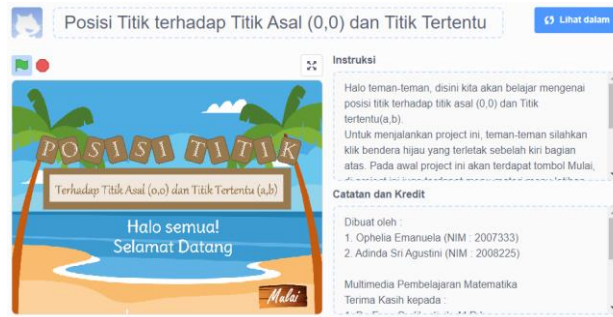 Posisi Titik terhadap Titik Asal (0,0) dan Titik Tertentu
Lihat dalam
POSISI TITIK
Terhadap Titik Asal (0,0) dan Titik Tertentu (a,b)
Halo semua!
Selamat Datang
Mulai
Instruksi
Halo teman-teman, disini kita akan belajar mengenai
posisi titik terhadap titik asal (0,0) dan Titik
tertentu(a,b).
Untuk menjalankan project ini, teman-teman silahkan
klik bendera hijau yang terletak sebelah kiri bagian
atas. Pada awal project ini akan terdapat tombol Mulai,
Catatan dan Kredit
Dibuat oleh :
1. Ophelia Emanuela (NIM : 2007333)
2. Adinda Sri Agustini (NIM : 2008225)
Multimedia Pembelajaran Matematika
Terima Kasih kepada :